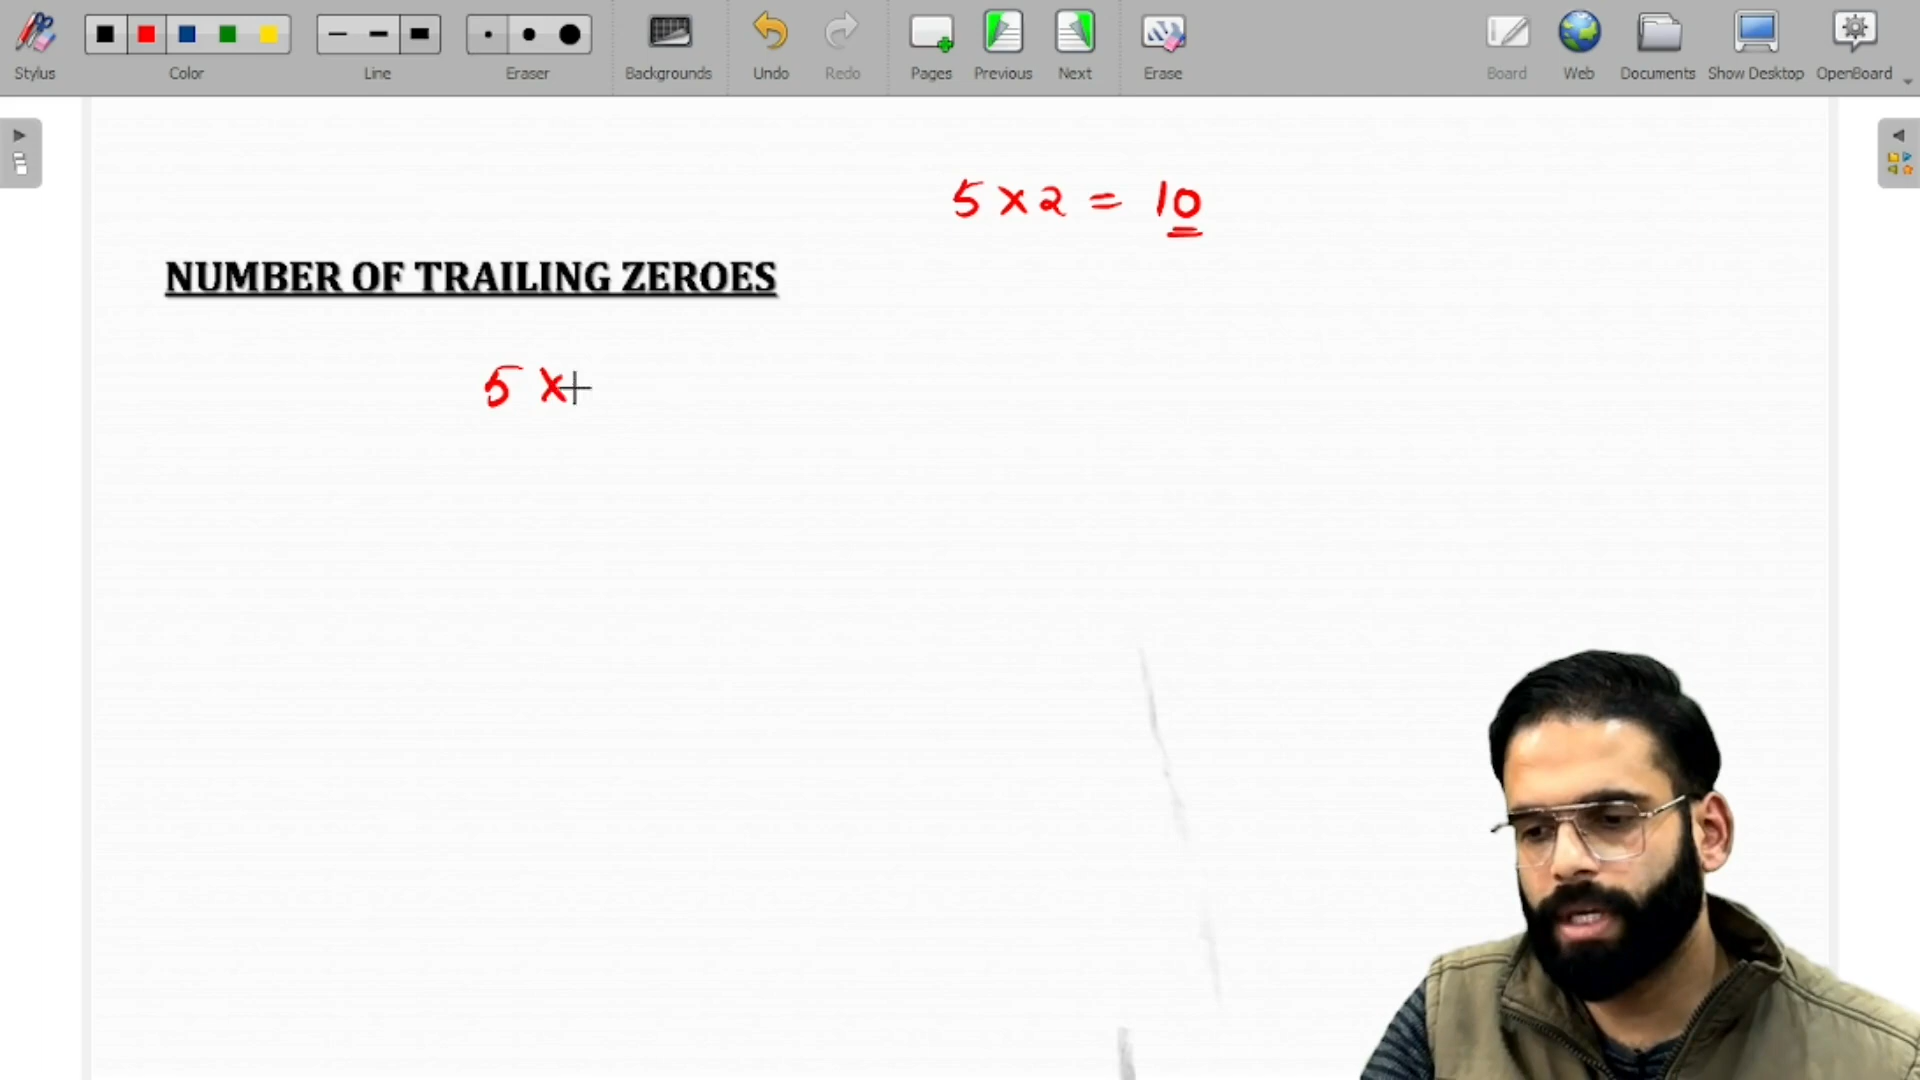 Stylus Color Line Eraser Backgrounds Undo Redo Pages Previous Next Erase Board Web Documents Show Desktop OpenBoard
5 × 2 = 10
NUMBER OF TRAILING ZEROES
5 ×